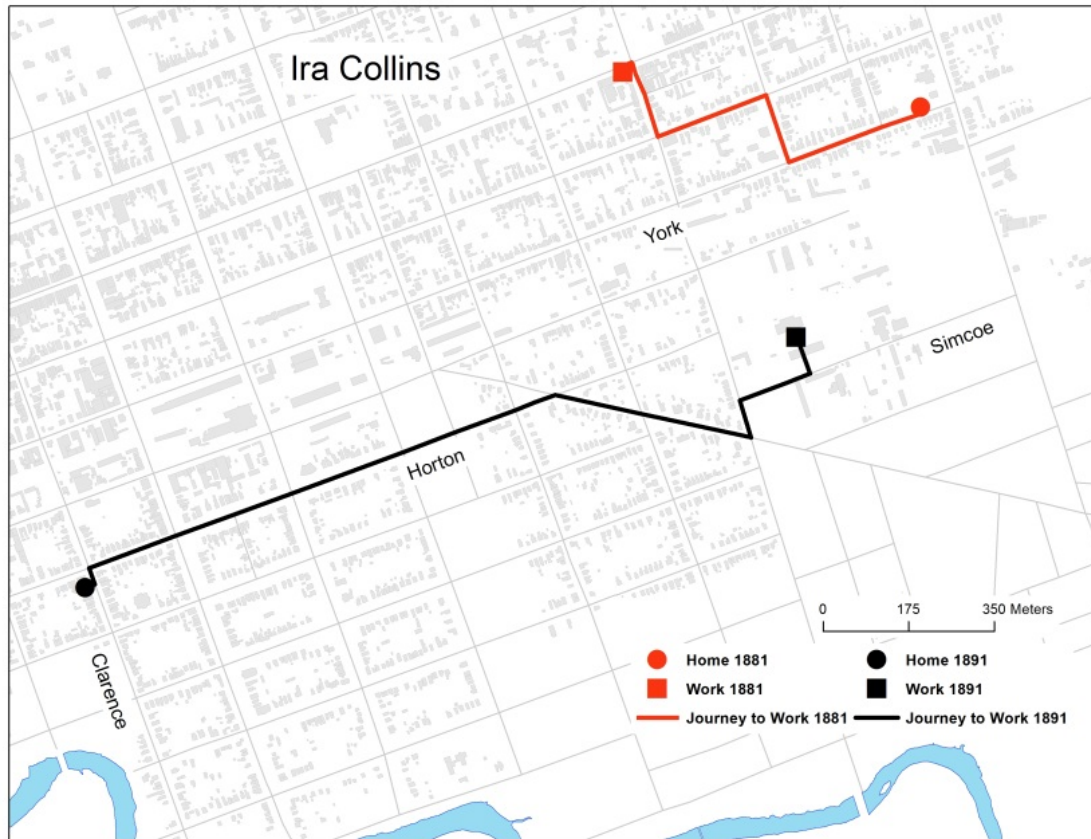 Ira Collins
York
Simcoe
Horton
Clarence
0 175 350 Meters
Home 1881 Home 1891
Work 1881 Work 1891
Journey to Work 1881 Journey to Work 1891